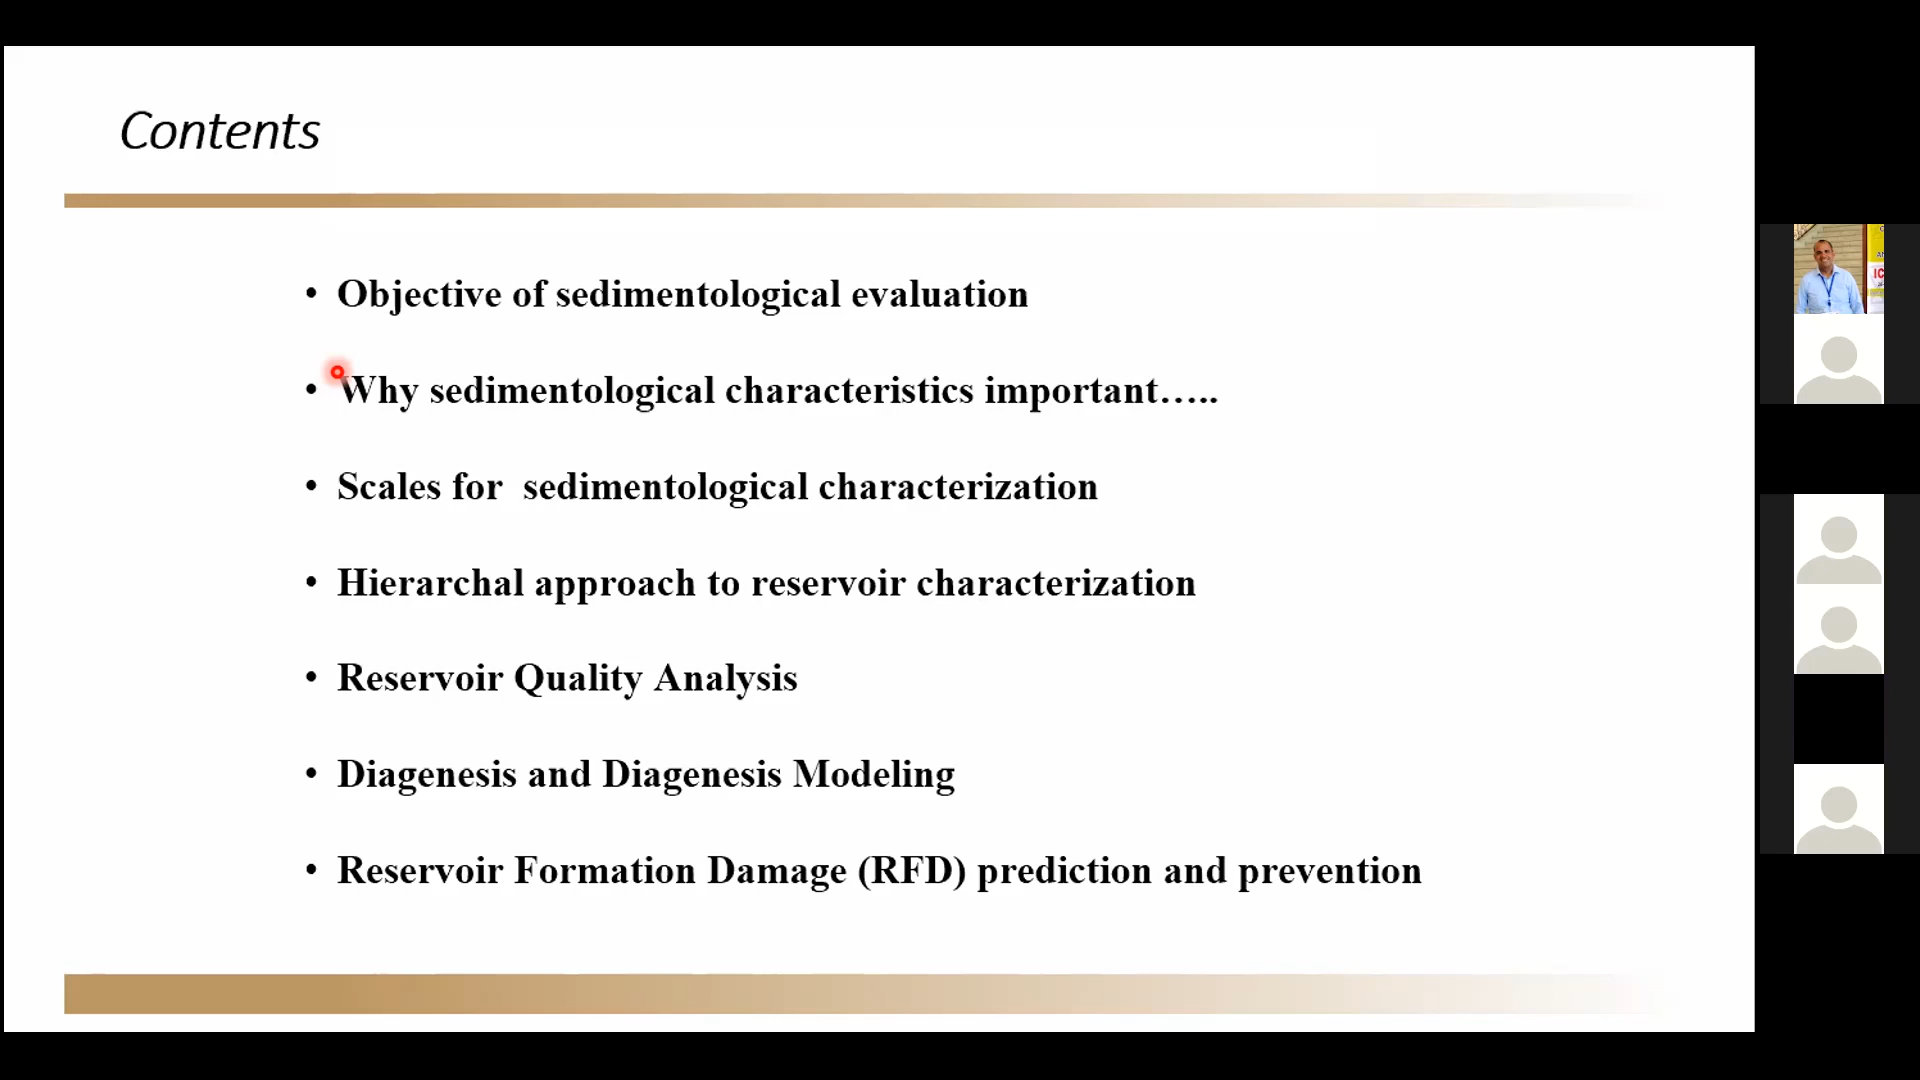 Contents
• Objective of sedimentological evaluation
• Why sedimentological characteristics important…..
• Scales for  sedimentological characterization
• Hierarchal approach to reservoir characterization
• Reservoir Quality Analysis
• Diagenesis and Diagenesis Modeling
• Reservoir Formation Damage (RFD) prediction and prevention
IC